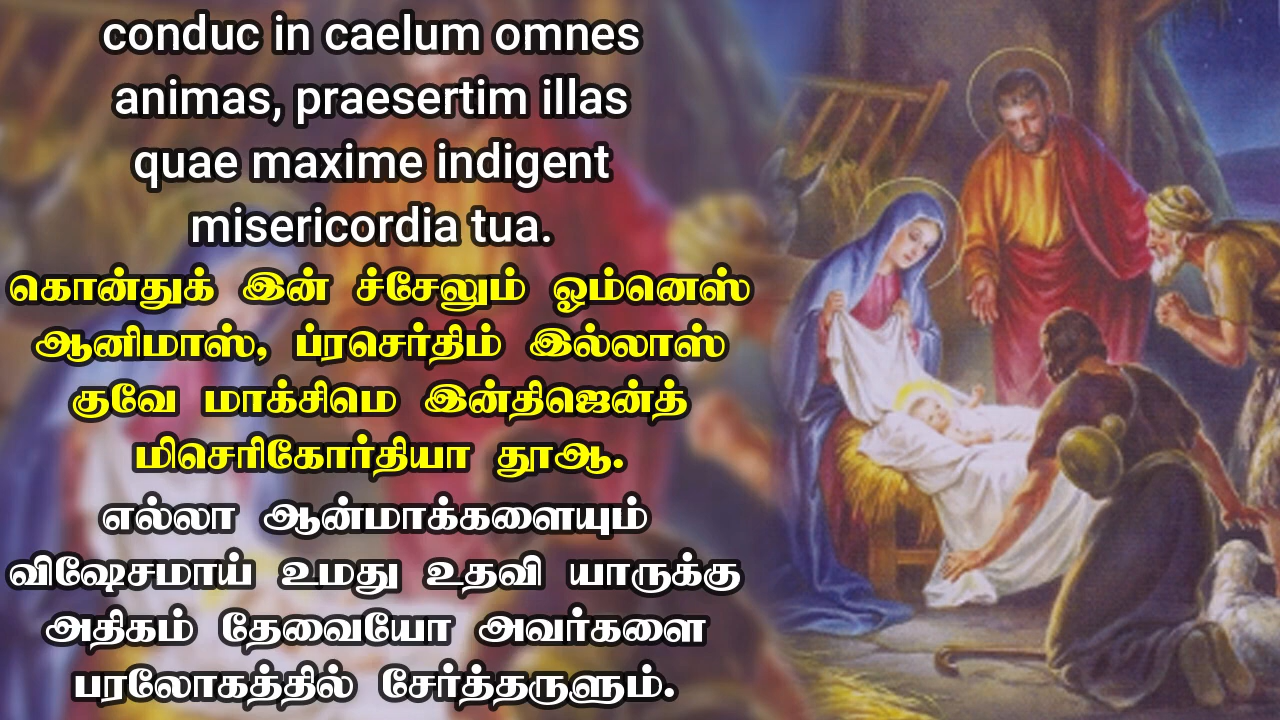 conduc in caelum omnes
animas, praesertim illas
quae maxime indigent
misericordia tua.
கொன்துக் இன் ச்சேலும் ஓம்னெஸ்
ஆனிமாஸ், ப்ரசெர்திம் இல்லாஸ்
குவே மாக்சிமெ இன்திஜென்த்
மிசெரிகோர்தியா தூஆ.
எல்லா ஆன்மாக்களையும்
விஷேசமாய் உமது உதவி யாருக்கு
அதிகம் தேவையோ அவர்களை
பரலோகத்தில் சேர்த்தருளும்.